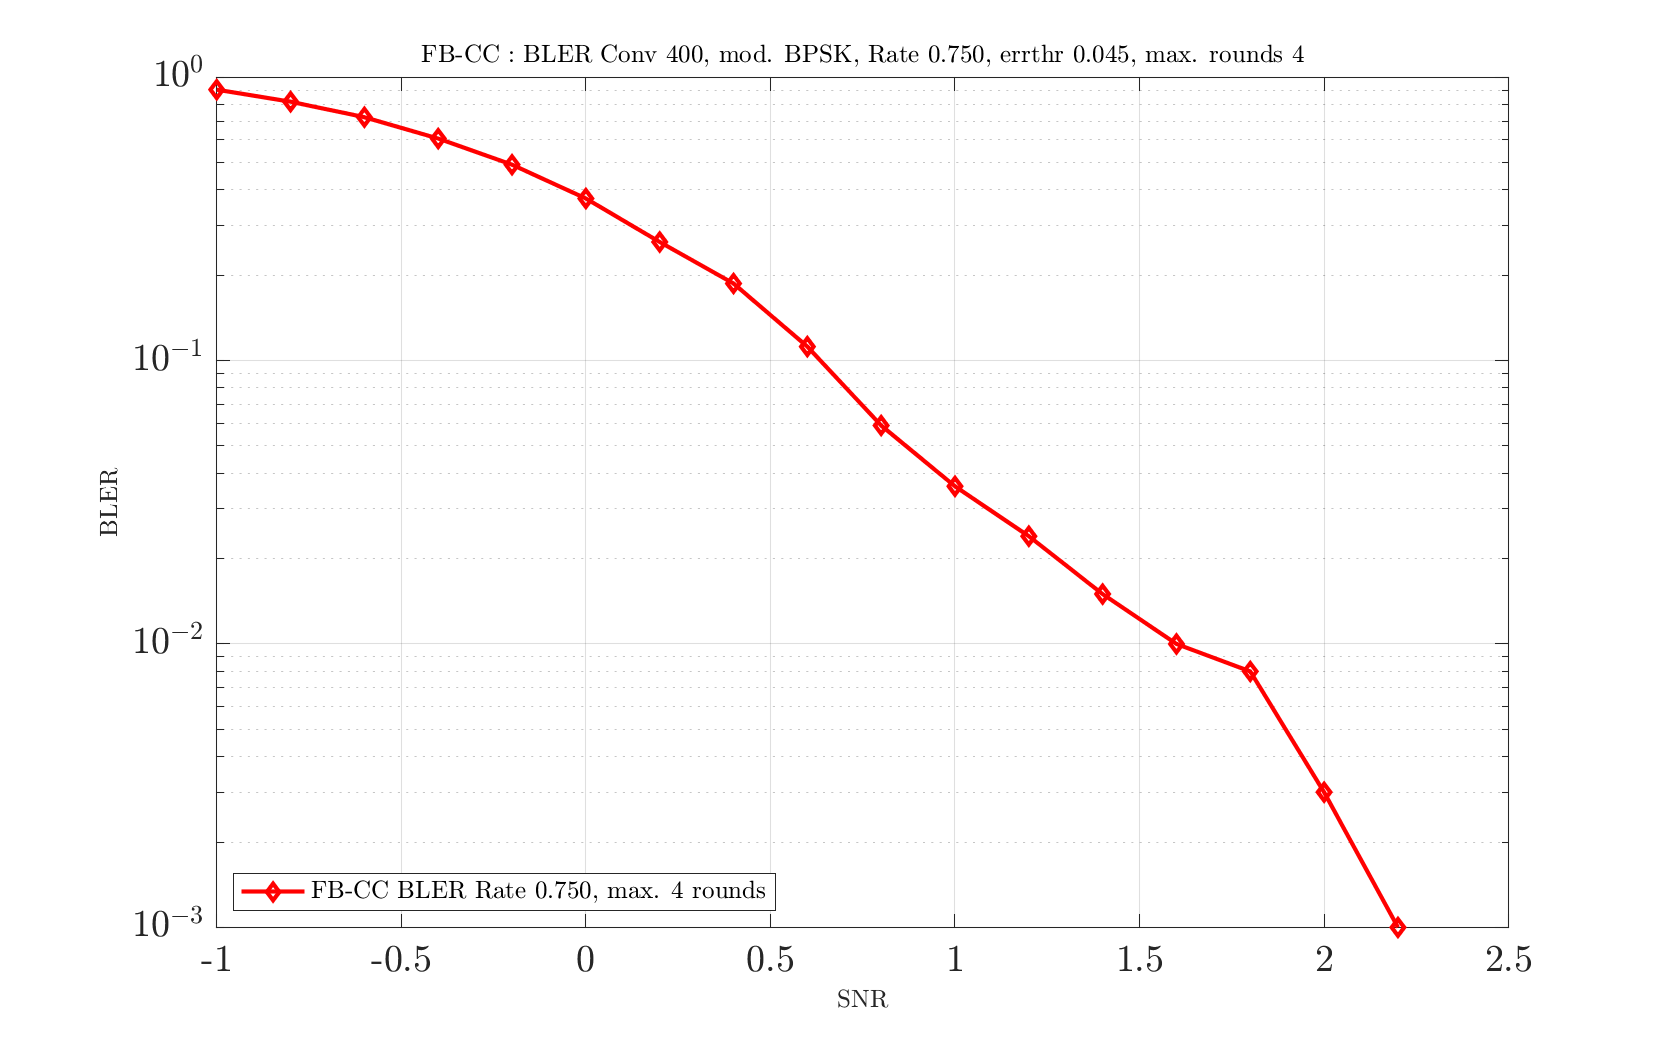 FB-CC : BLER Conv 400, mod. BPSK, Rate 0.750, errthr 0.045, max. rounds 4
10^0
10^-1
10^-2
10^-3
BLER
FB-CC BLER Rate 0.750, max. 4 rounds
-1 -0.5 0 0.5 1 1.5 2 2.5
SNR